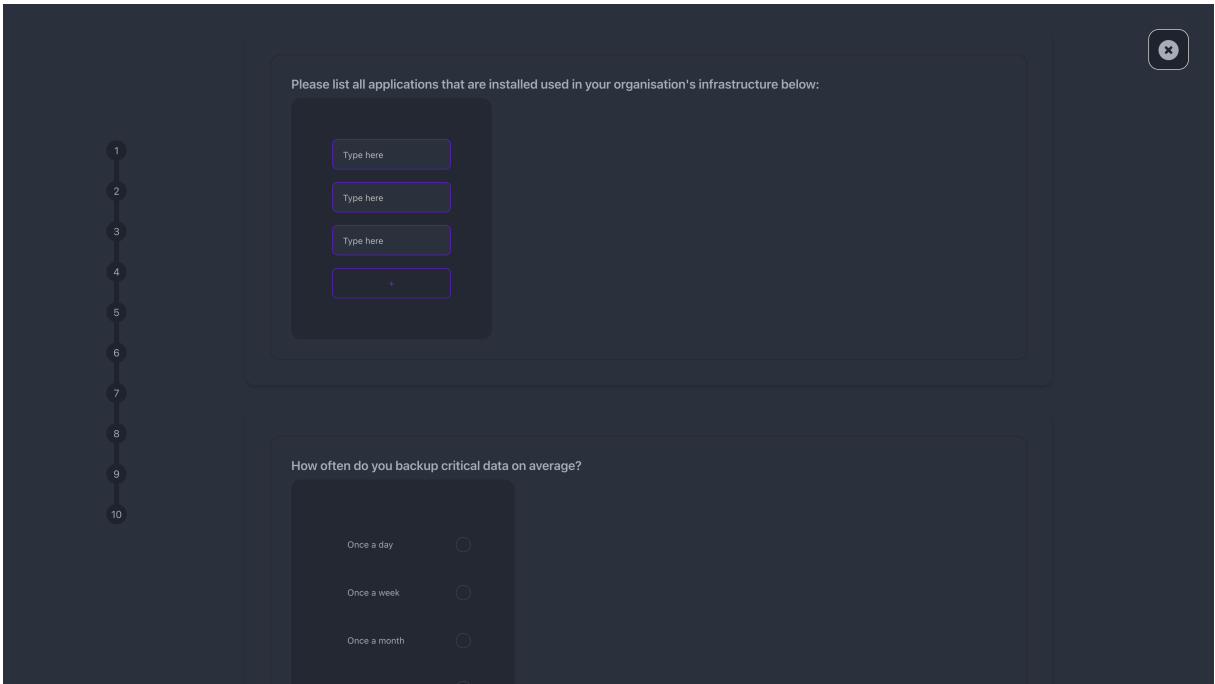 Please list all applications that are installed used in your organisation's infrastructure below:
Type here
Type here
Type here
+
1
2
3
4
5
6
7
8
9
10
How often do you backup critical data on average?
Once a day
Once a week
Once a month